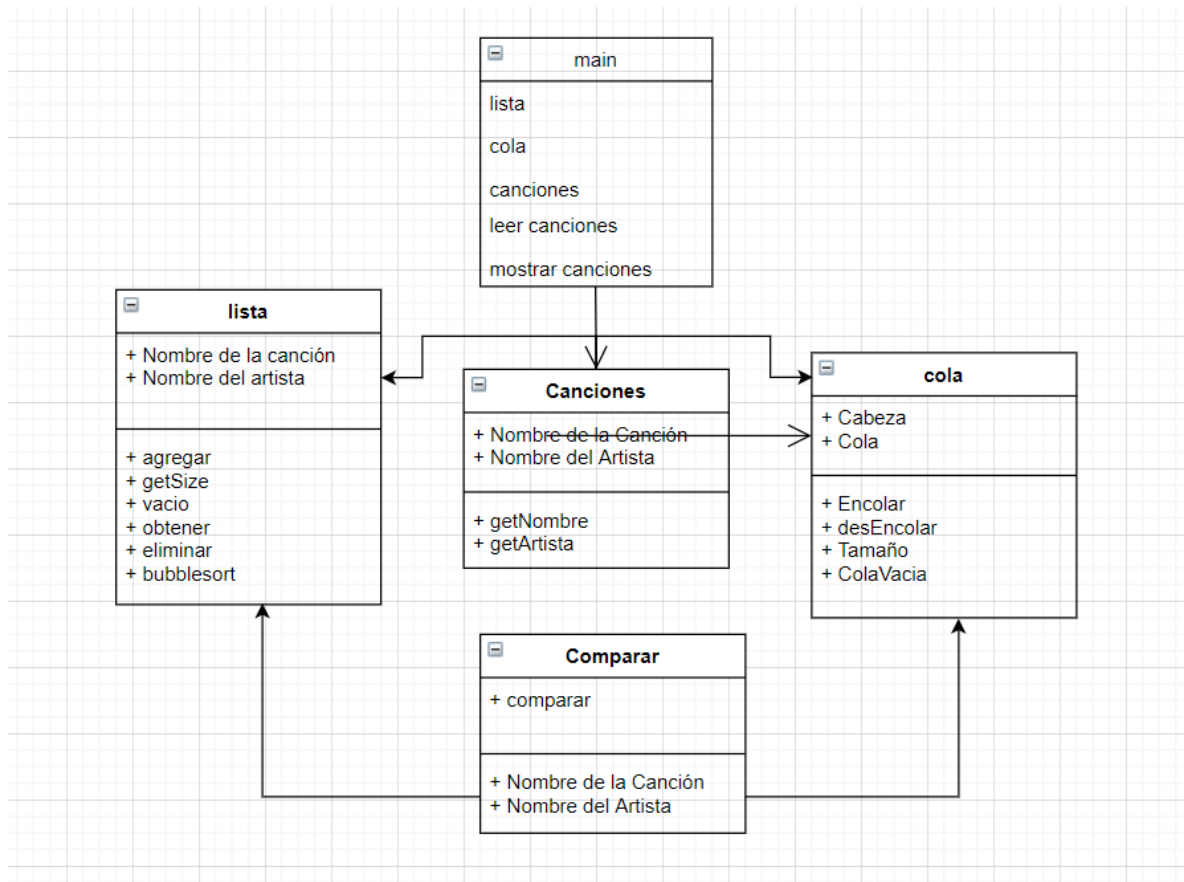 main
lista
cola
canciones
leer canciones
mostrar canciones
lista
+ Nombre de la canción
+ Nombre del artista
+ agregar
+ getSize
+ vacio
+ obtener
+ eliminar
+ bubblesort
Canciones
+ Nombre de la Canción
+ Nombre del Artista
+ getNombre
+ getArtista
cola
+ Cabeza
+ Cola
+ Encolar
+ desEncolar
+ Tamaño
+ ColaVacia
Comparar
+ comparar
+ Nombre de la Canción
+ Nombre del Artista